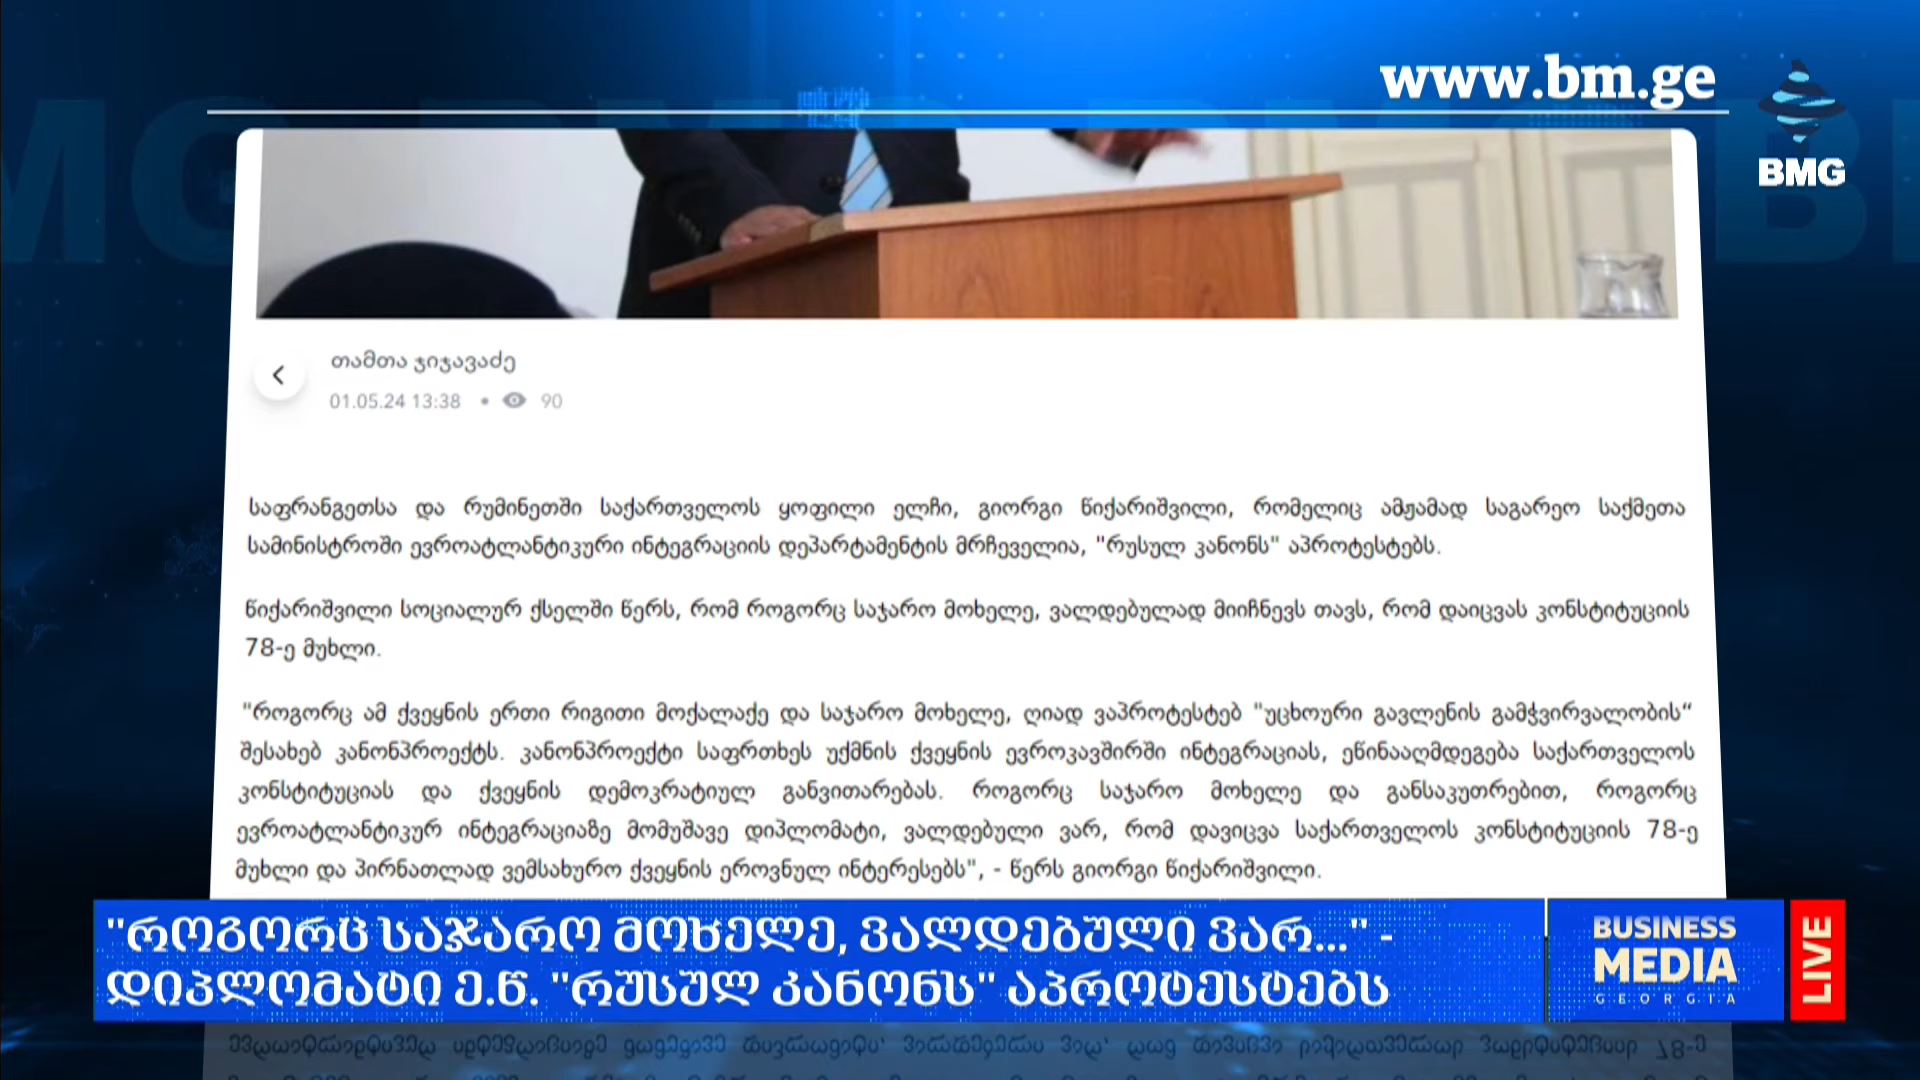 www.bm.ge
BMG
თამთა ჯიჯავაძე
01.05.24 13:38 • 90
საფრანგეთსა და რუმინეთში საქართველოს ყოფილი ელჩი, გიორგი წიქარიშვილი, რომელიც ამჟამად საგარეო საქმეთა
სამინისტროში ევროატლანტიკური ინტეგრაციის დეპარტამენტის მრჩეველია, "რუსულ კანონს" აპროტესტებს.
წიქარიშვილი სოციალურ ქსელში წერს, რომ როგორც საჯარო მოხელე, ვალდებულად მიიჩნევს თავს, რომ დაიცვას კონსტიტუციის
78-ე მუხლი.
"როგორც ამ ქვეყნის ერთი რიგითი მოქალაქე და საჯარო მოხელე, ღიად ვაპროტესტებ "უცხოური გავლენის გამჭვირვალობის“
შესახებ კანონპროექტს. კანონპროექტი საფრთხეს უქმნის ქვეყნის ევროკავშირში ინტეგრაციას, ეწინააღმდეგება საქართველოს
კონსტიტუციას და ქვეყნის დემოკრატიულ განვითარებას. როგორც საჯარო მოხელე და განსაკუთრებით, როგორც
ევროატლანტიკურ ინტეგრაციაზე მომუშავე დიპლომატი, ვალდებული ვარ, რომ დავიცვა საქართველოს კონსტიტუციის 78-ე
მუხლი და პირნათლად ვემსახურო ქვეყნის ეროვნულ ინტერესებს", - წერს გიორგი წიქარიშვილი.
"როგორც საჯარო მოხელე, ვალდებული ვარ..." -
დიპლომატი ე.წ. "რუსულ კანონს" აპროტესტებს
BUSINESS
MEDIA
GEORGIA
LIVE